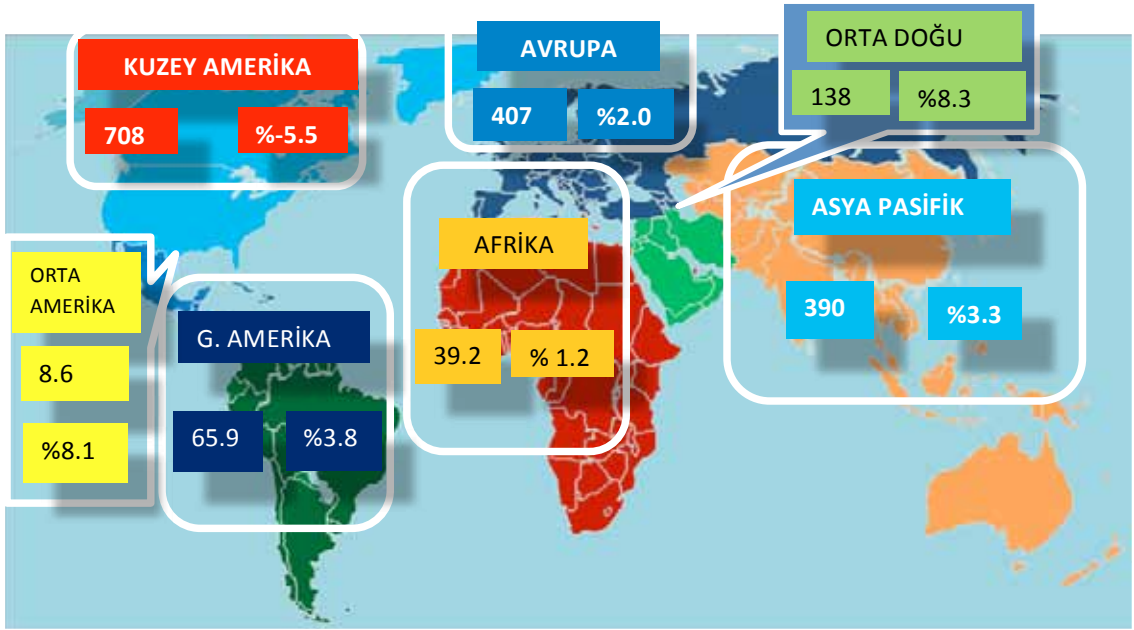 KUZEY AMERİKA
708
%-5.5
AVRUPA
407
%2.0
ORTA DOĞU
138
%8.3
ASYA PASİFİK
390
%3.3
AFRİKA
39.2
% 1.2
ORTA
AMERİKA
8.6
%8.1
G. AMERİKA
65.9
%3.8